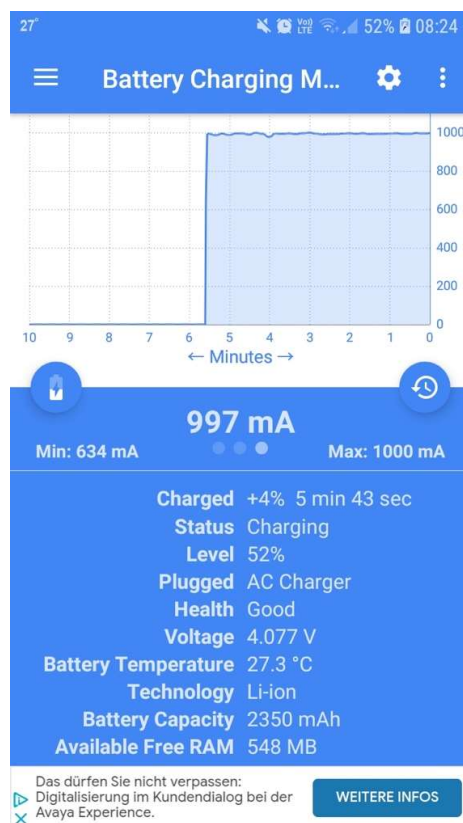 27°
Vo)) LTE 52% 08:24
Battery Charging M...
1000
800
600
400
200
0
10 9 8 7 6 5 4 3 2 1 0
← Minutes →
997 mA
Min: 634 mA Max: 1000 mA
Charged +4% 5 min 43 sec
Status Charging
Level 52%
Plugged AC Charger
Health Good
Voltage 4.077 V
Battery Temperature 27.3 °C
Technology Li-ion
Battery Capacity 2350 mAh
Available Free RAM 548 MB
Das dürfen Sie nicht verpassen:
Digitalisierung im Kundendialog bei der
Avaya Experience.
WEITERE INFOS